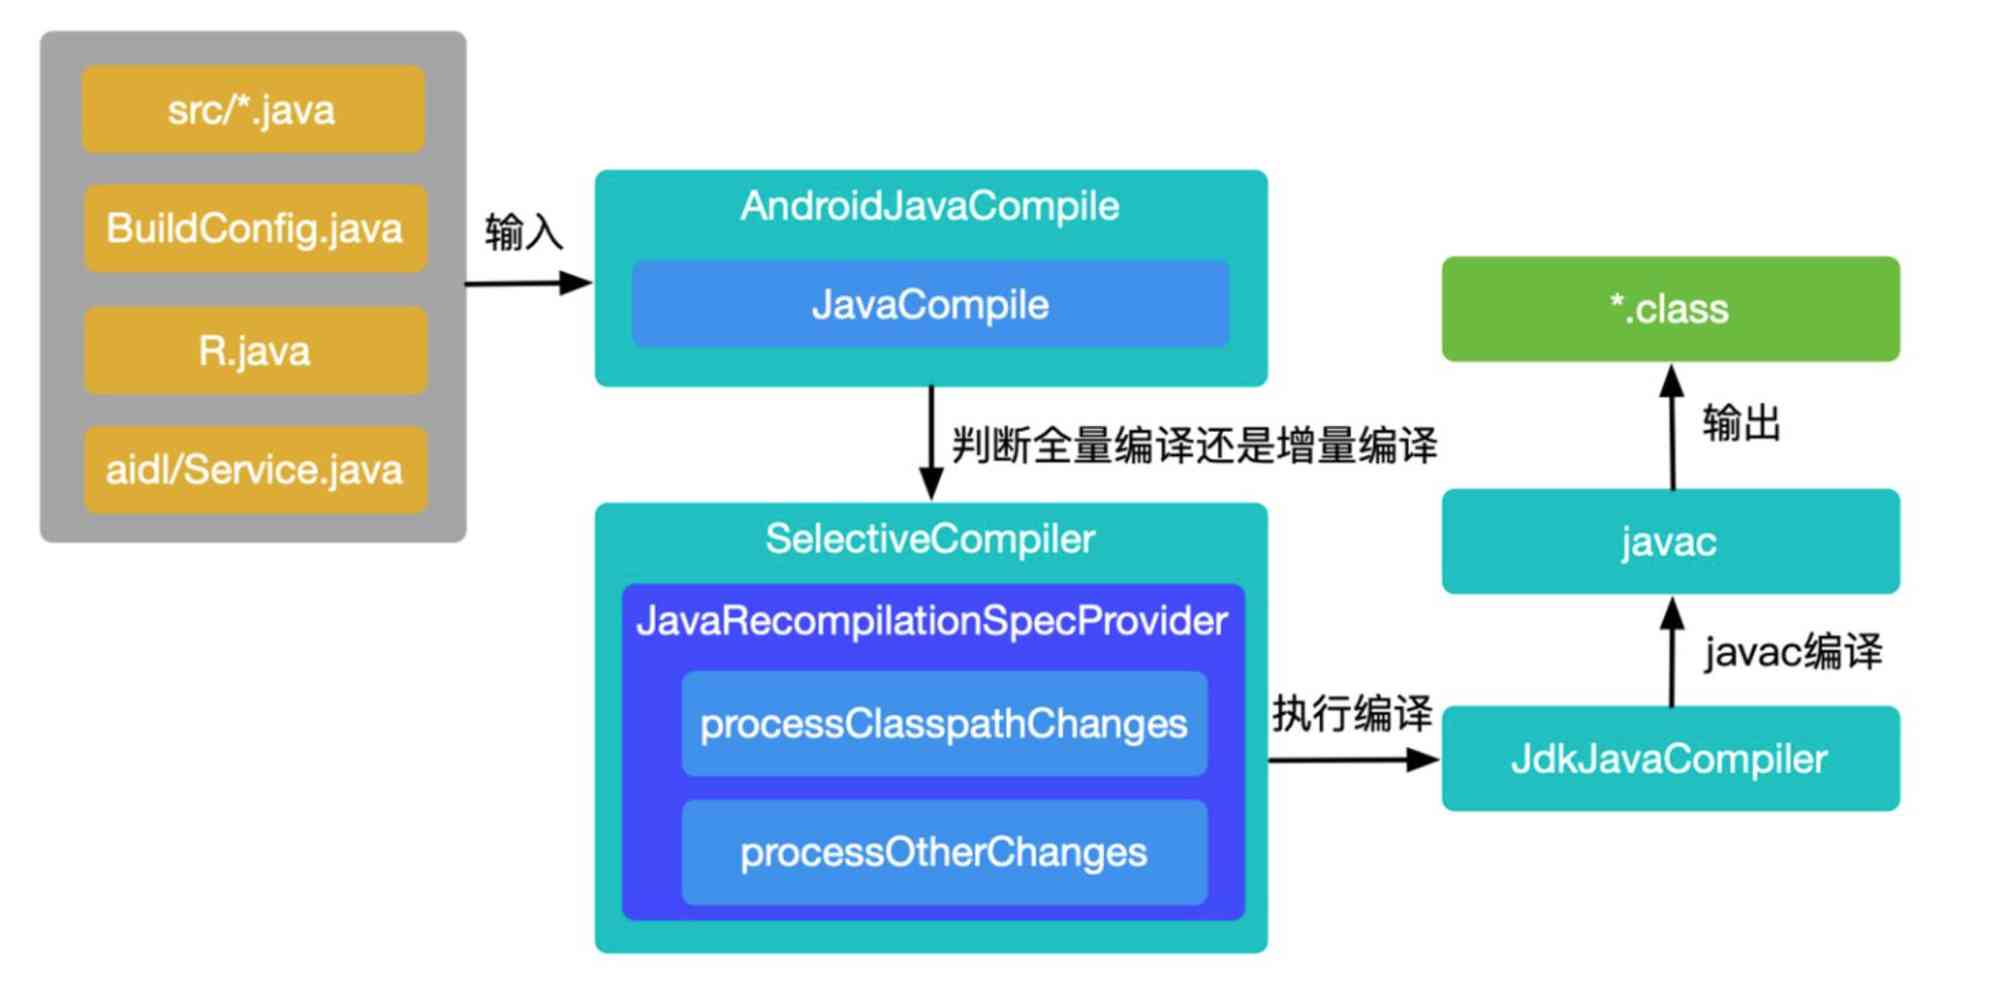 src/*.java
BuildConfig.java
R.java
aidl/Service.java
输入
AndroidJavaCompile
JavaCompile
判断全量编译还是增量编译
SelectiveCompiler
JavaRecompilationSpecProvider
processClasspathChanges
processOtherChanges
执行编译
JdkJavaCompiler
javac编译
javac
输出
*.class